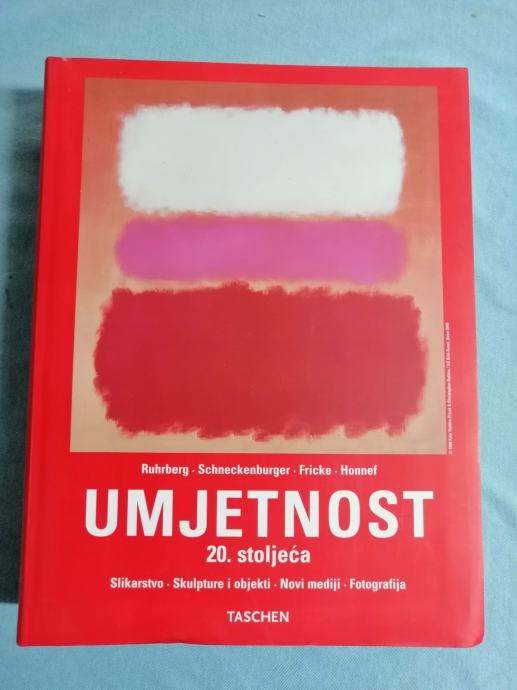 Ruhrberg · Schneckenburger · Fricke · Honnef
UMJETNOST
20. stoljeća
Slikarstvo · Skulpture i objekti · Novi mediji · Fotografija
TASCHEN